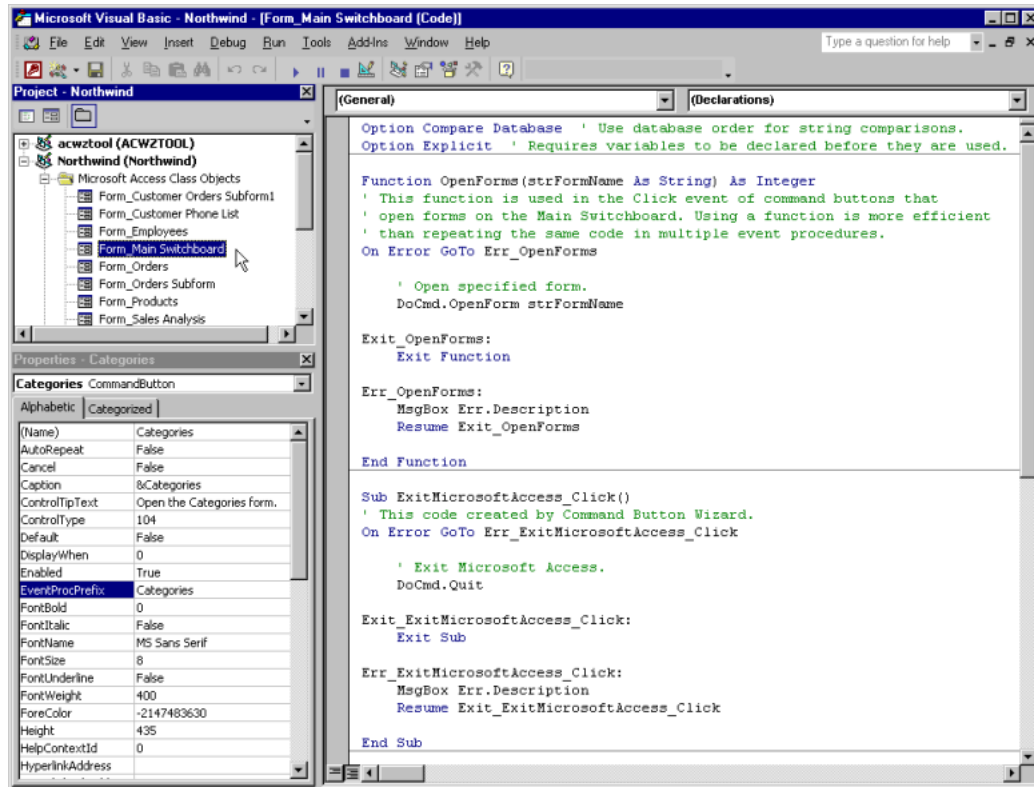 Microsoft Visual Basic - Northwind - [Form_Main Switchboard (Code)]
File Edit View Insert Debug Run Tools Add-Ins Window Help
Type a question for help
Project - Northwind
acwztool (ACWZTOOL)
Northwind (Northwind)
Microsoft Access Class Objects
Form_Customer Orders Subform1
Form_Customer Phone List
Form_Employees
Form_Main Switchboard
Form_Orders
Form_Orders Subform
Form_Products
Form_Sales Analysis
Properties - Categories
Categories CommandButton
Alphabetic Categorized
(Name) Categories
AutoRepeat False
Cancel False
Caption &Categories
ControlTipText Open the Categories form.
ControlType 104
Default False
DisplayWhen 0
Enabled True
EventProcPrefix Categories
FontBold 0
FontItalic False
FontName MS Sans Serif
FontSize 8
FontUnderline False
FontWeight 400
ForeColor -2147483630
Height 435
HelpContextId 0
HyperlinkAddress
(General) (Declarations)
Option Compare Database ' Use database order for string comparisons.
Option Explicit ' Requires variables to be declared before they are used.
Function OpenForms(strFormName As String) As Integer
' This function is used in the Click event of command buttons that
' open forms on the Main Switchboard. Using a function is more efficient
' than repeating the same code in multiple event procedures.
On Error GoTo Err_OpenForms
' Open specified form.
DoCmd.OpenForm strFormName
Exit_OpenForms:
Exit Function
Err_OpenForms:
MsgBox Err.Description
Resume Exit_OpenForms
End Function
Sub ExitMicrosoftAccess_Click()
' This code created by Command Button Wizard.
On Error GoTo Err_ExitMicrosoftAccess_Click
' Exit Microsoft Access.
DoCmd.Quit
Exit_ExitMicrosoftAccess_Click:
Exit Sub
Err_ExitMicrosoftAccess_Click:
MsgBox Err.Description
Resume Exit_ExitMicrosoftAccess_Click
End Sub